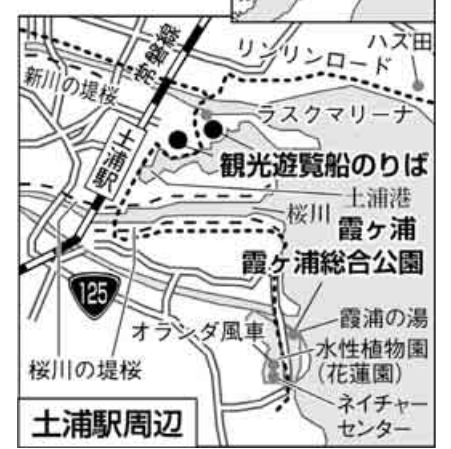 常磐線
リンリンロード
ハス田
新川の堤桜
ラスクマリーナ
土浦駅
観光遊覧船のりば
土浦港
桜川
霞ヶ浦
霞ヶ浦総合公園
125
オランダ風車
霞浦の湯
水性植物園
(花蓮園)
桜川の堤桜
ネイチャー
センター
土浦駅周辺